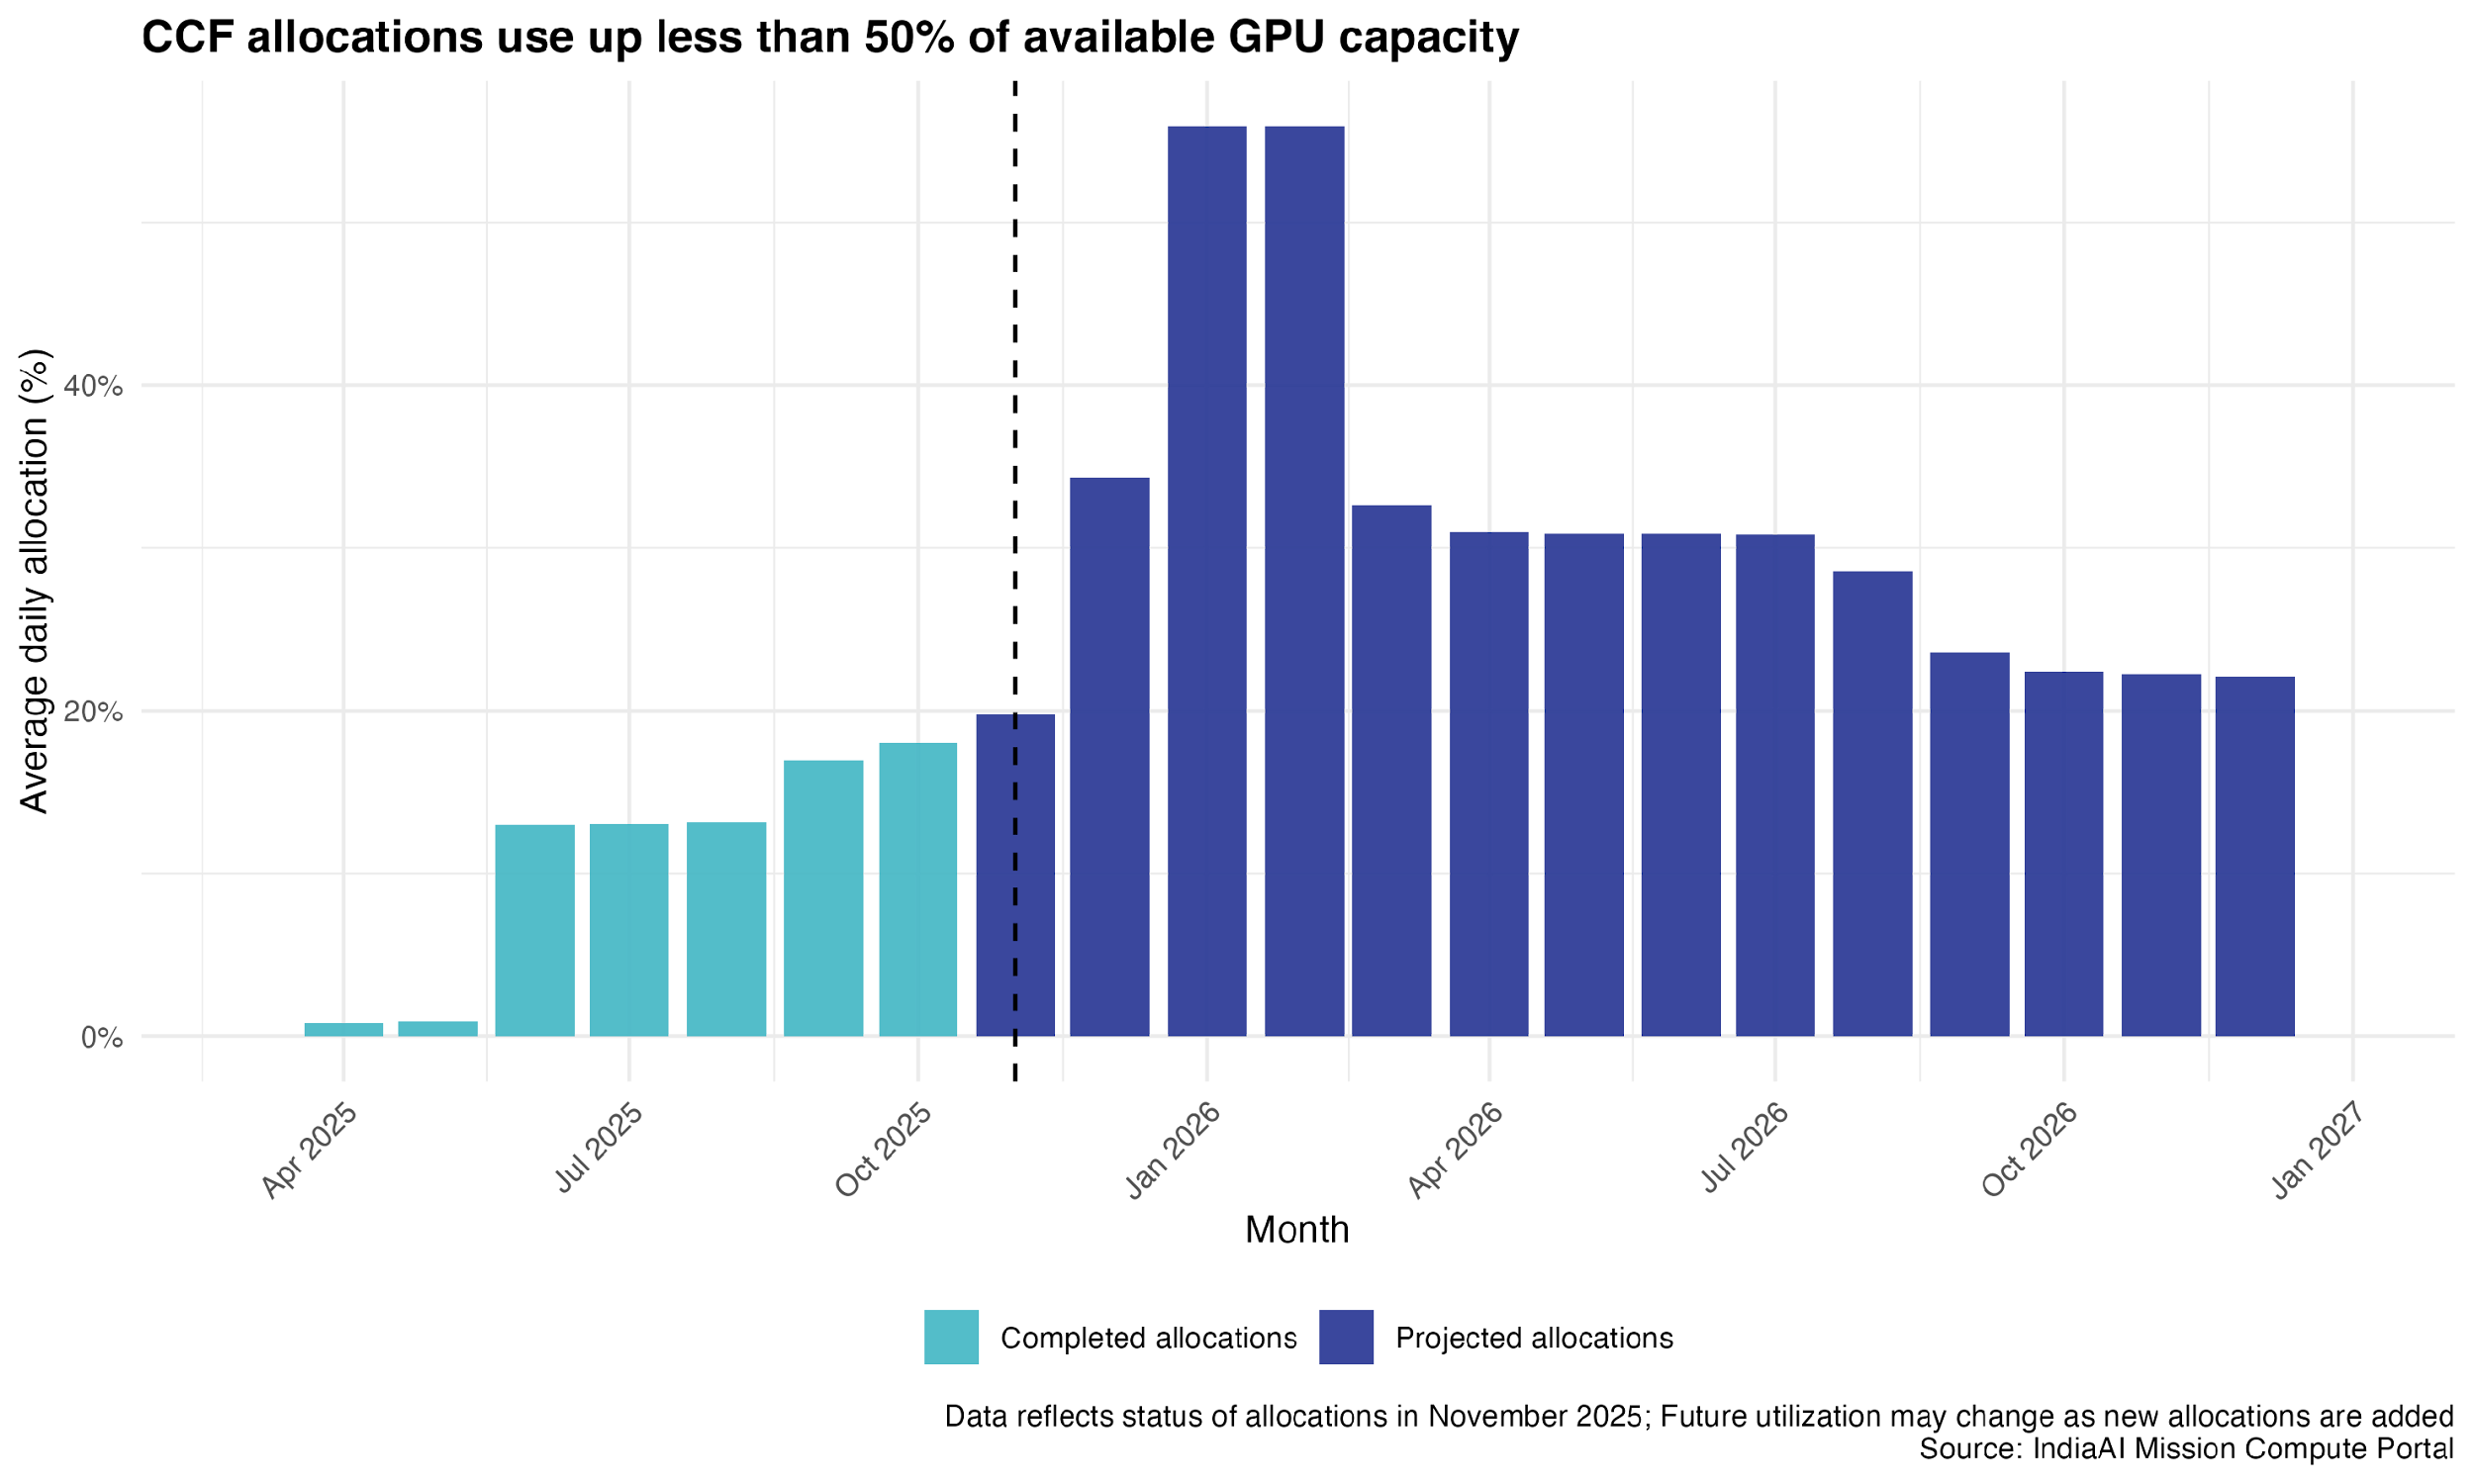 CCF allocations use up less than 50% of available GPU capacity
Average daily allocation (%)
40%
20%
0%
Apr 2025
Jul 2025
Oct 2025
Jan 2026
Apr 2026
Jul 2026
Oct 2026
Jan 2027
Month
Completed allocations
Projected allocations
Data reflects status of allocations in November 2025; Future utilization may change as new allocations are added
Source: IndiaAI Mission Compute Portal